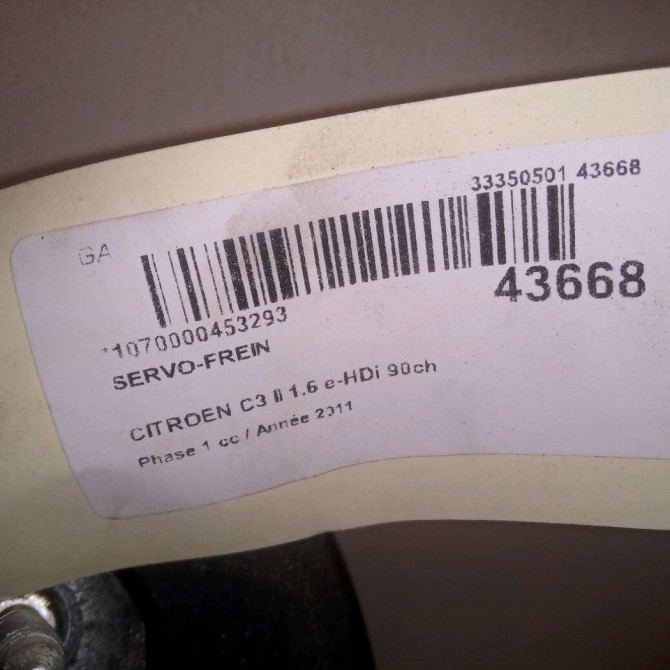 33350501 43668
GA
43668
*1070000453293
SERVO-FREIN
CITROEN C3 II 1.6 e-HDi 90ch
Phase 1 cc / Année 2011